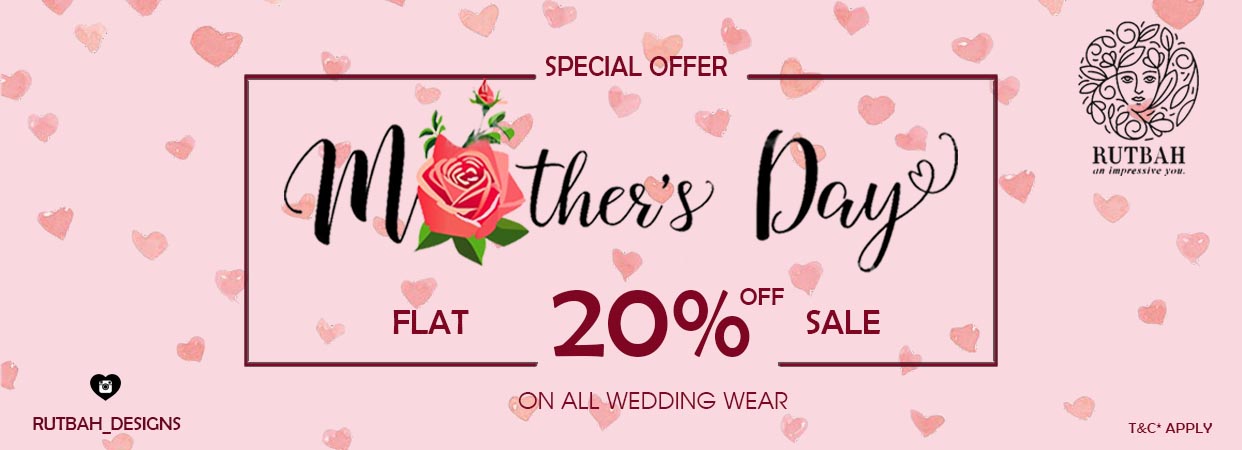 SPECIAL OFFER
RUTBAH
an impressive you.
Mother's Day
FLAT 20% OFF SALE
ON ALL WEDDING WEAR
RUTBAH_DESIGNS
T&C* APPLY